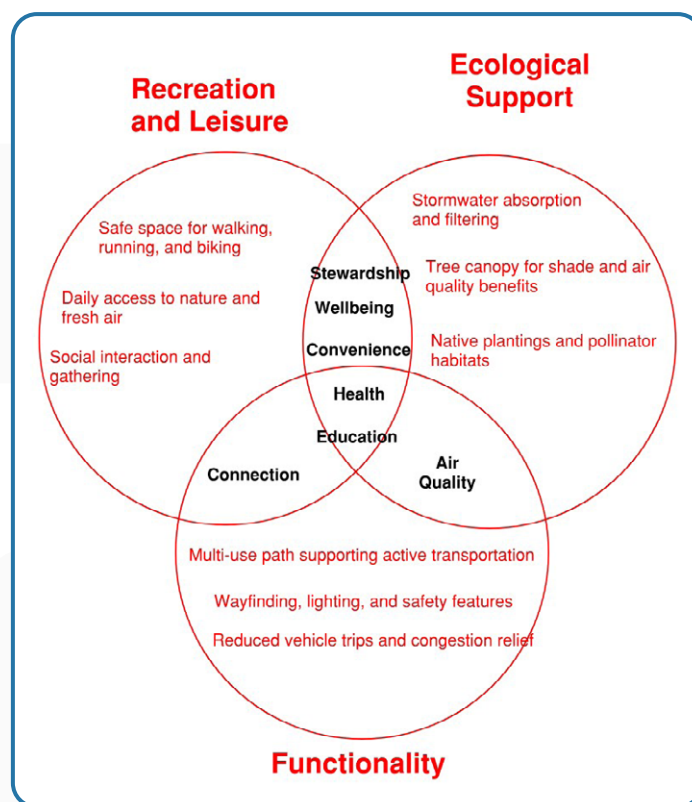 Recreation
and Leisure
Ecological
Support
Safe space for walking,
running, and biking
Daily access to nature and
fresh air
Social interaction and
gathering
Stewardship
Wellbeing
Convenience
Stormwater absorption
and filtering
Tree canopy for shade and air
quality benefits
Native plantings and pollinator
habitats
Health
Education
Connection
Air
Quality
Multi-use path supporting active transportation
Wayfinding, lighting, and safety features
Reduced vehicle trips and congestion relief
Functionality